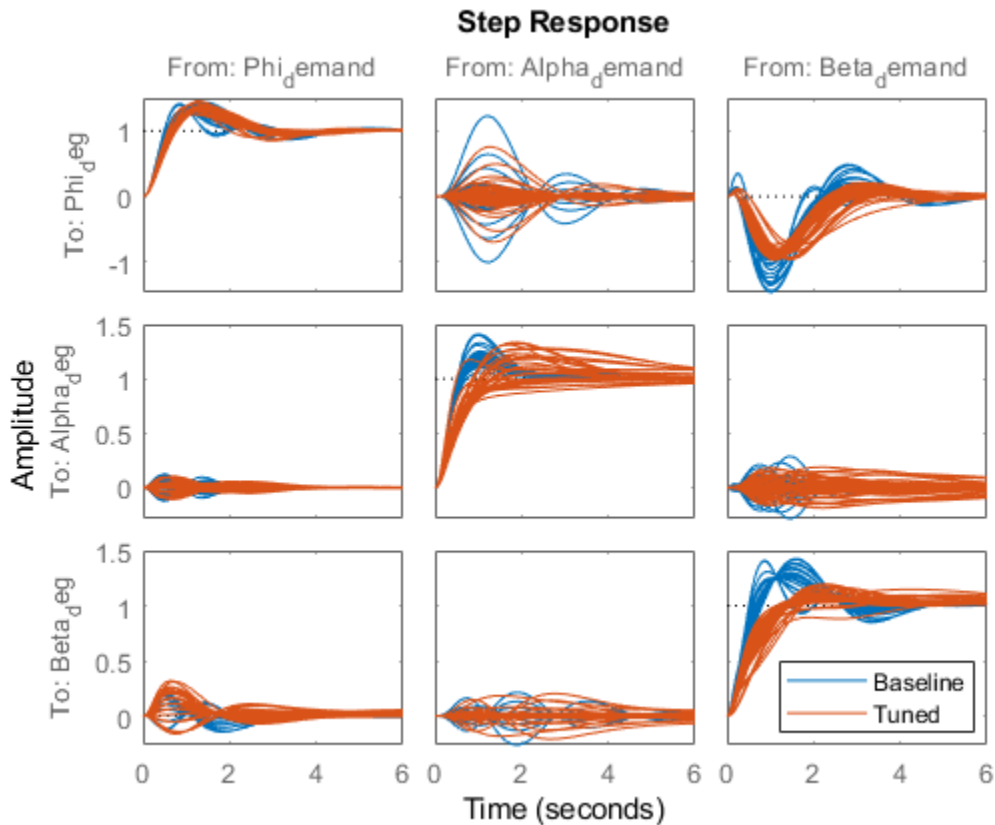 Step Response
From: Phi_demand From: Alpha_demand From: Beta_demand
To: Phi_deg
1
0
-1
Amplitude
To: Alpha_deg
1.5
1
0.5
0
To: Beta_deg
1.5
1
0.5
0
Baseline
Tuned
0 2 4 6 0 2 4 6 0 2 4 6
Time (seconds)